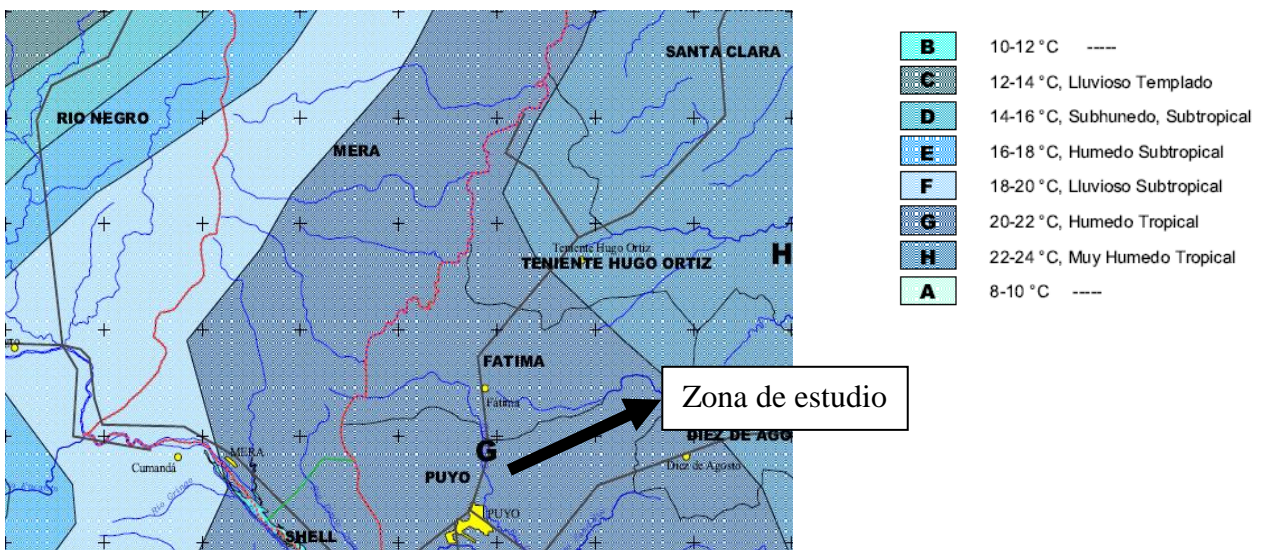 SANTA CLARA
RIO NEGRO
MERA
Teniente Hugo Ortiz
TENIENTE HUGO ORTIZ
H
FATIMA
Fátima
Zona de estudio
G
DIEZ DE AGO
MERA
Cumandá
Diez de Agosto
PUYO
PUYO
SHELL
B 10-12 °C -----
C 12-14 °C, Lluvioso Templado
D 14-16 °C, Subhunedo, Subtropical
E 16-18 °C, Humedo Subtropical
F 18-20 °C, Lluvioso Subtropical
G 20-22 °C, Humedo Tropical
H 22-24 °C, Muy Humedo Tropical
A 8-10 °C -----